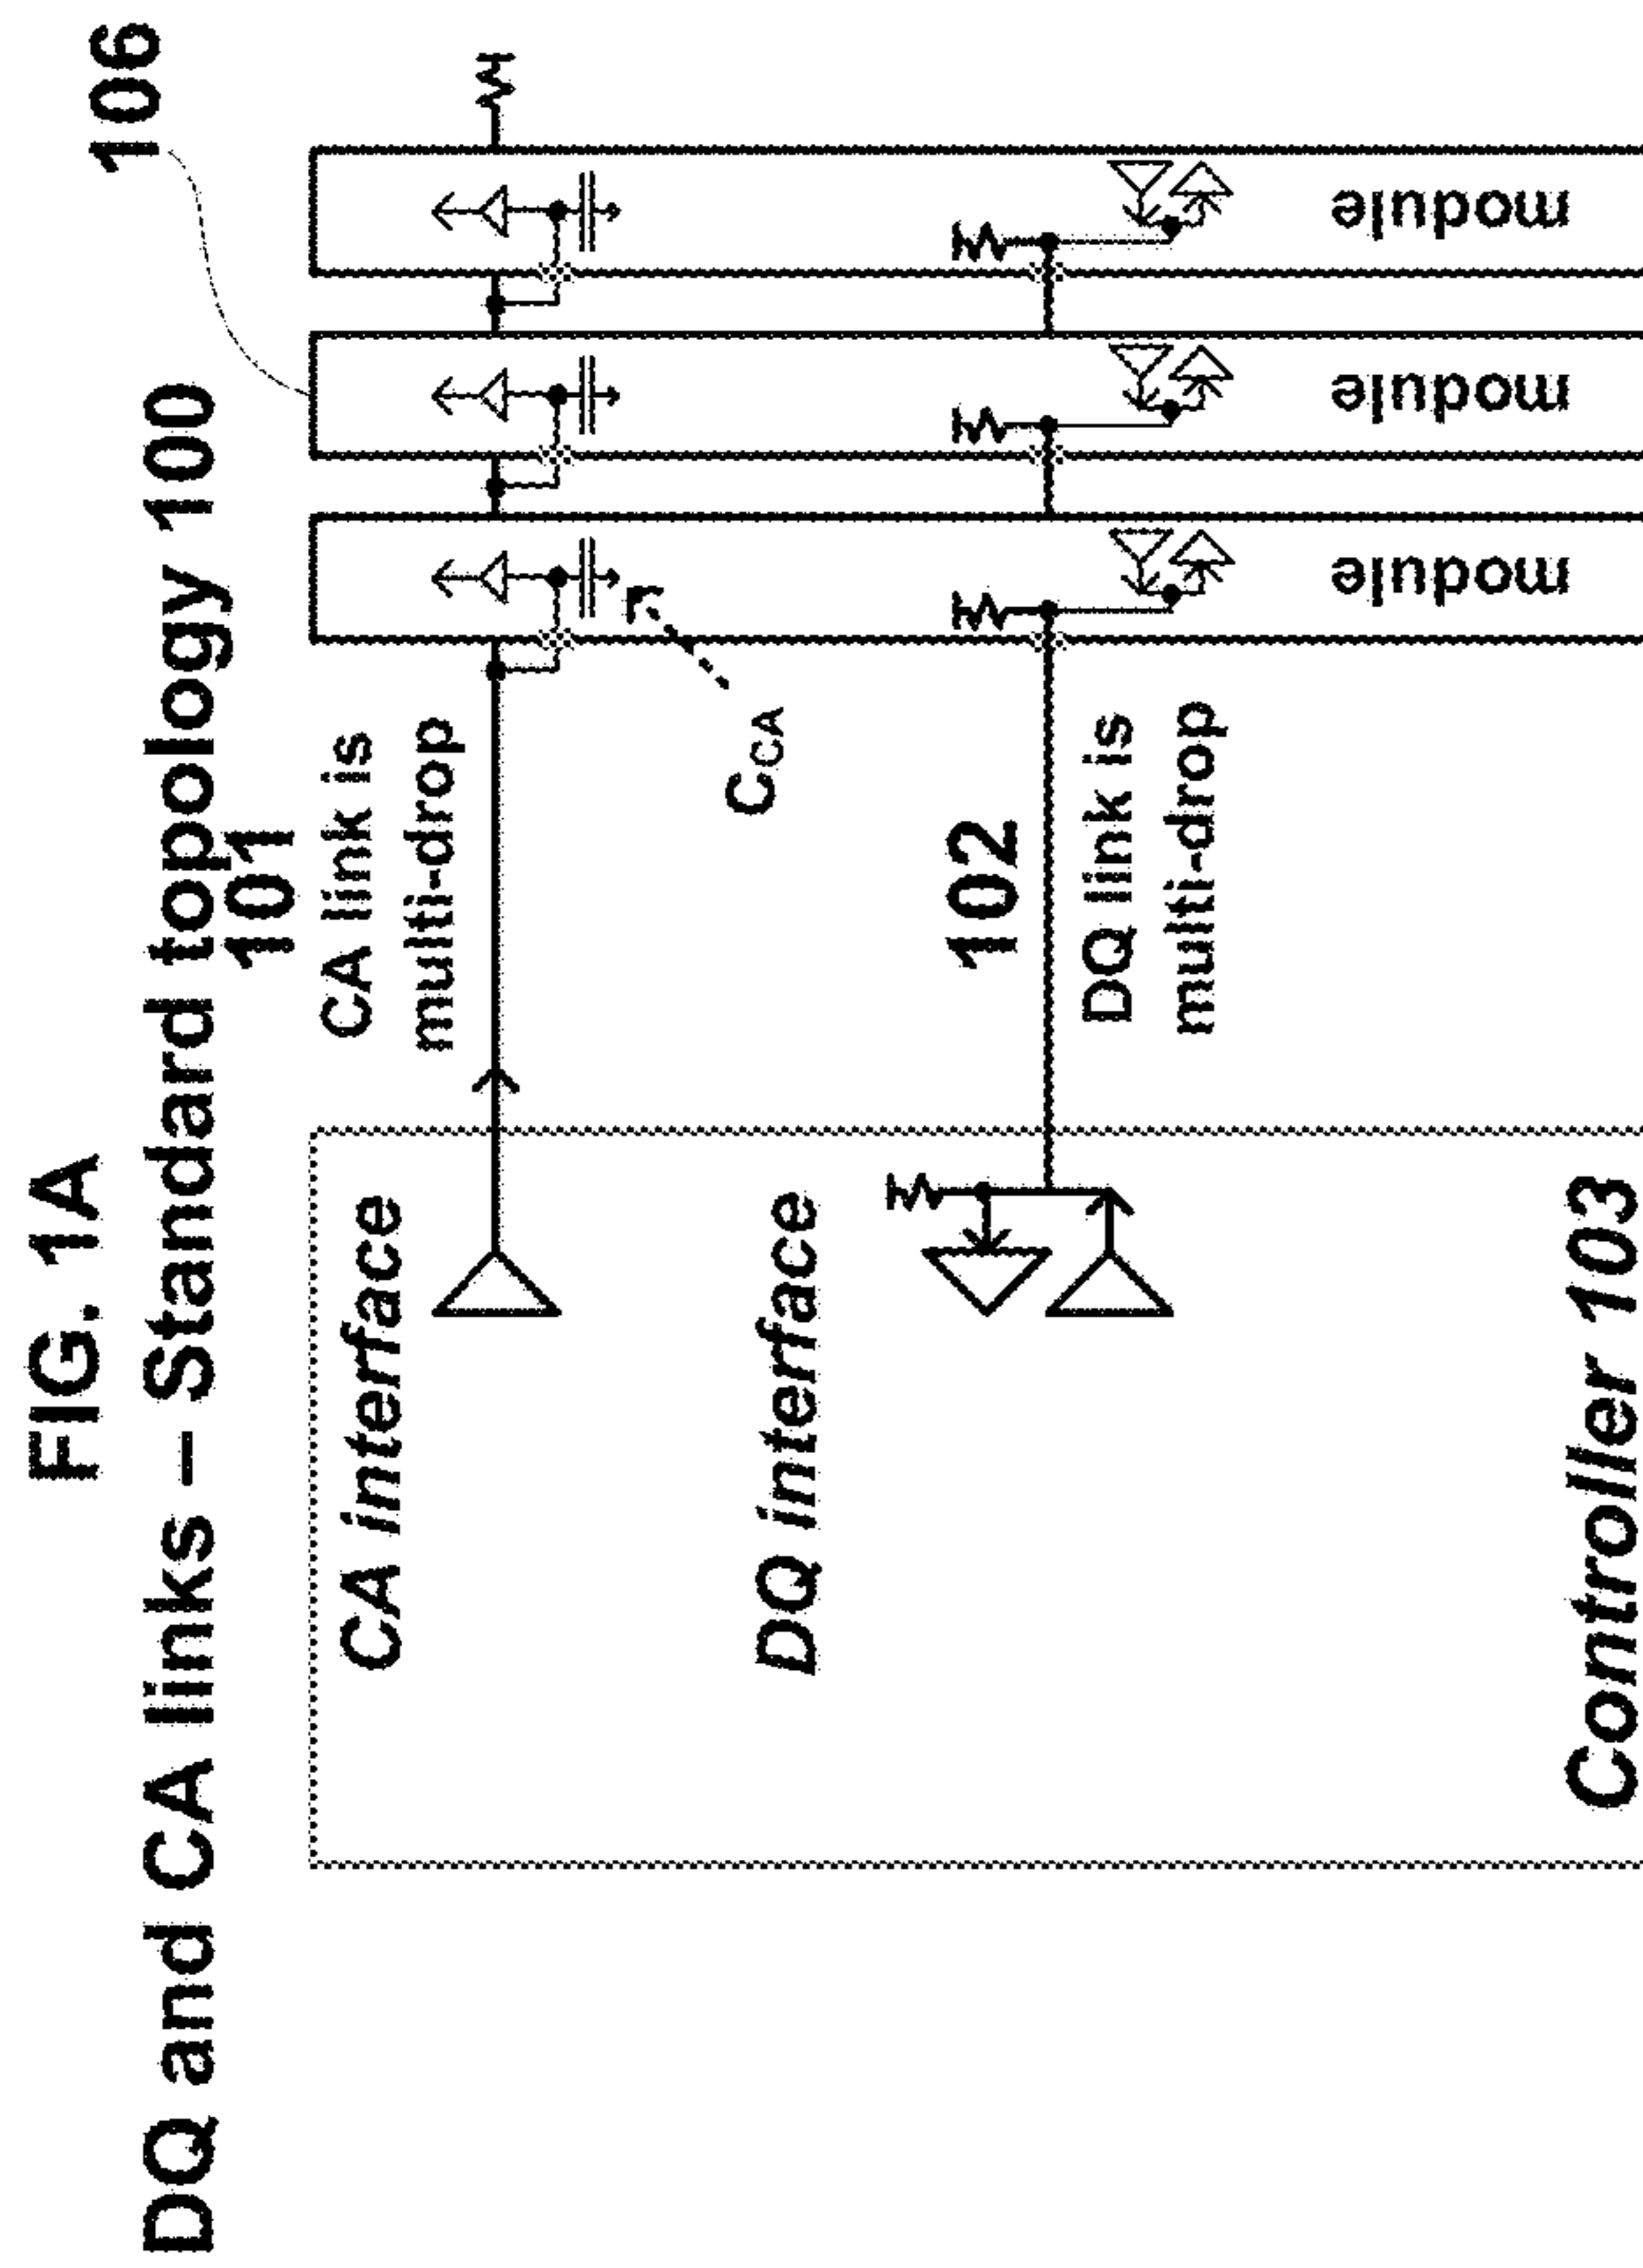 FIG. 1A
DQ and CA links – Standard topology 100
106
101
CA link is
multi-drop
CA interface
CCA
DQ interface
102
DQ link is
multi-drop
module
module
module
Controller 103